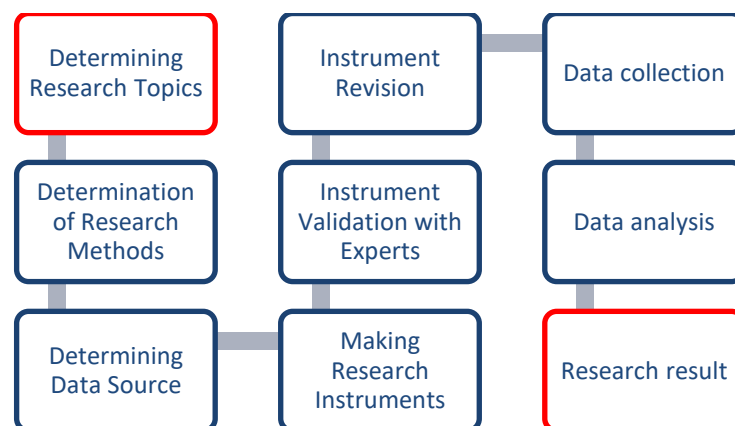 Determining
Research Topics
Determination
of Research
Methods
Determining
Data Source
Making
Research
Instruments
Instrument
Validation with
Experts
Instrument
Revision
Data collection
Data analysis
Research result